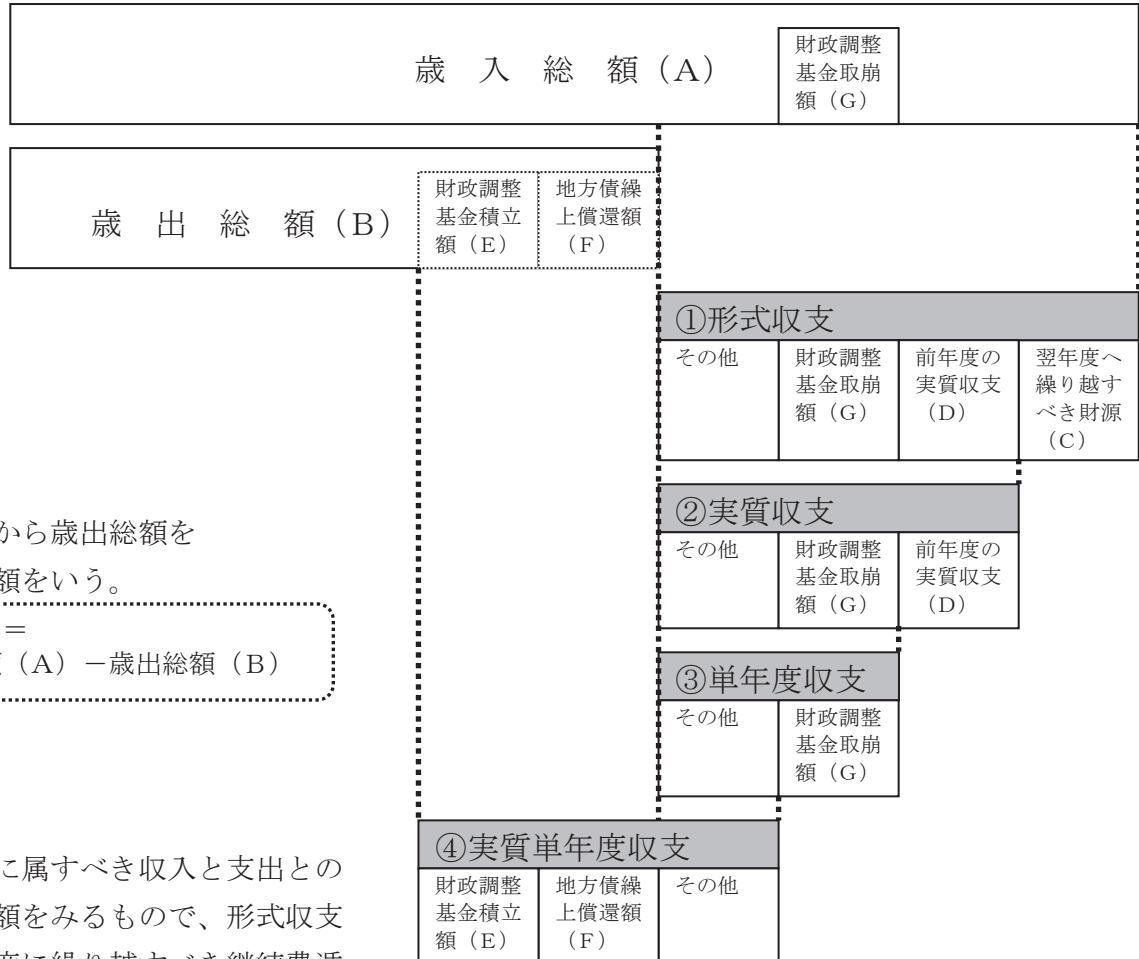 歳 入 総 額（A）
財政調整
基金取崩
額（G）
歳 出 総 額（B）
財政調整
基金積立
額（E）
地方債繰
上償還額
（F）
①形式収支
その他
財政調整
基金取崩
額（G）
前年度の
実質収支
（D）
翌年度へ
繰り越す
べき財源
（C）
②実質収支
その他
財政調整
基金取崩
額（G）
前年度の
実質収支
（D）
から歳出総額を
額をいう。
＝
（A）－歳出総額（B）
③単年度収支
その他
財政調整
基金取崩
額（G）
④実質単年度収支
財政調整
基金積立
額（E）
地方債繰
上償還額
（F）
その他
に属すべき収入と支出との
額をみるもので、形式収支